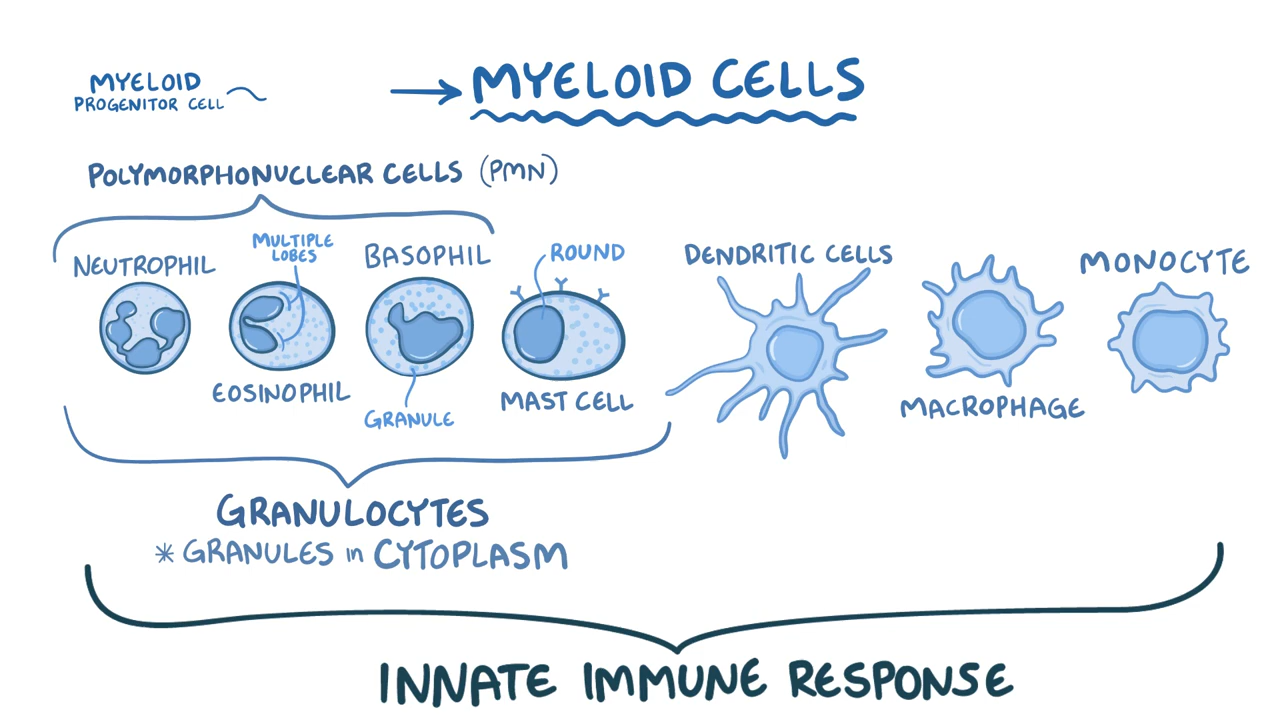 MYELOID
PROGENITOR CELL
MYELOID CELLS
POLYMORPHONUCLEAR CELLS (PMN)
NEUTROPHIL
MULTIPLE
LOBES
EOSINOPHIL
BASOPHIL
GRANULE
ROUND
MAST CELL
DENDRITIC CELLS
MACROPHAGE
MONOCYTE
GRANULOCYTES
* GRANULES in CYTOPLASM
INNATE IMMUNE RESPONSE